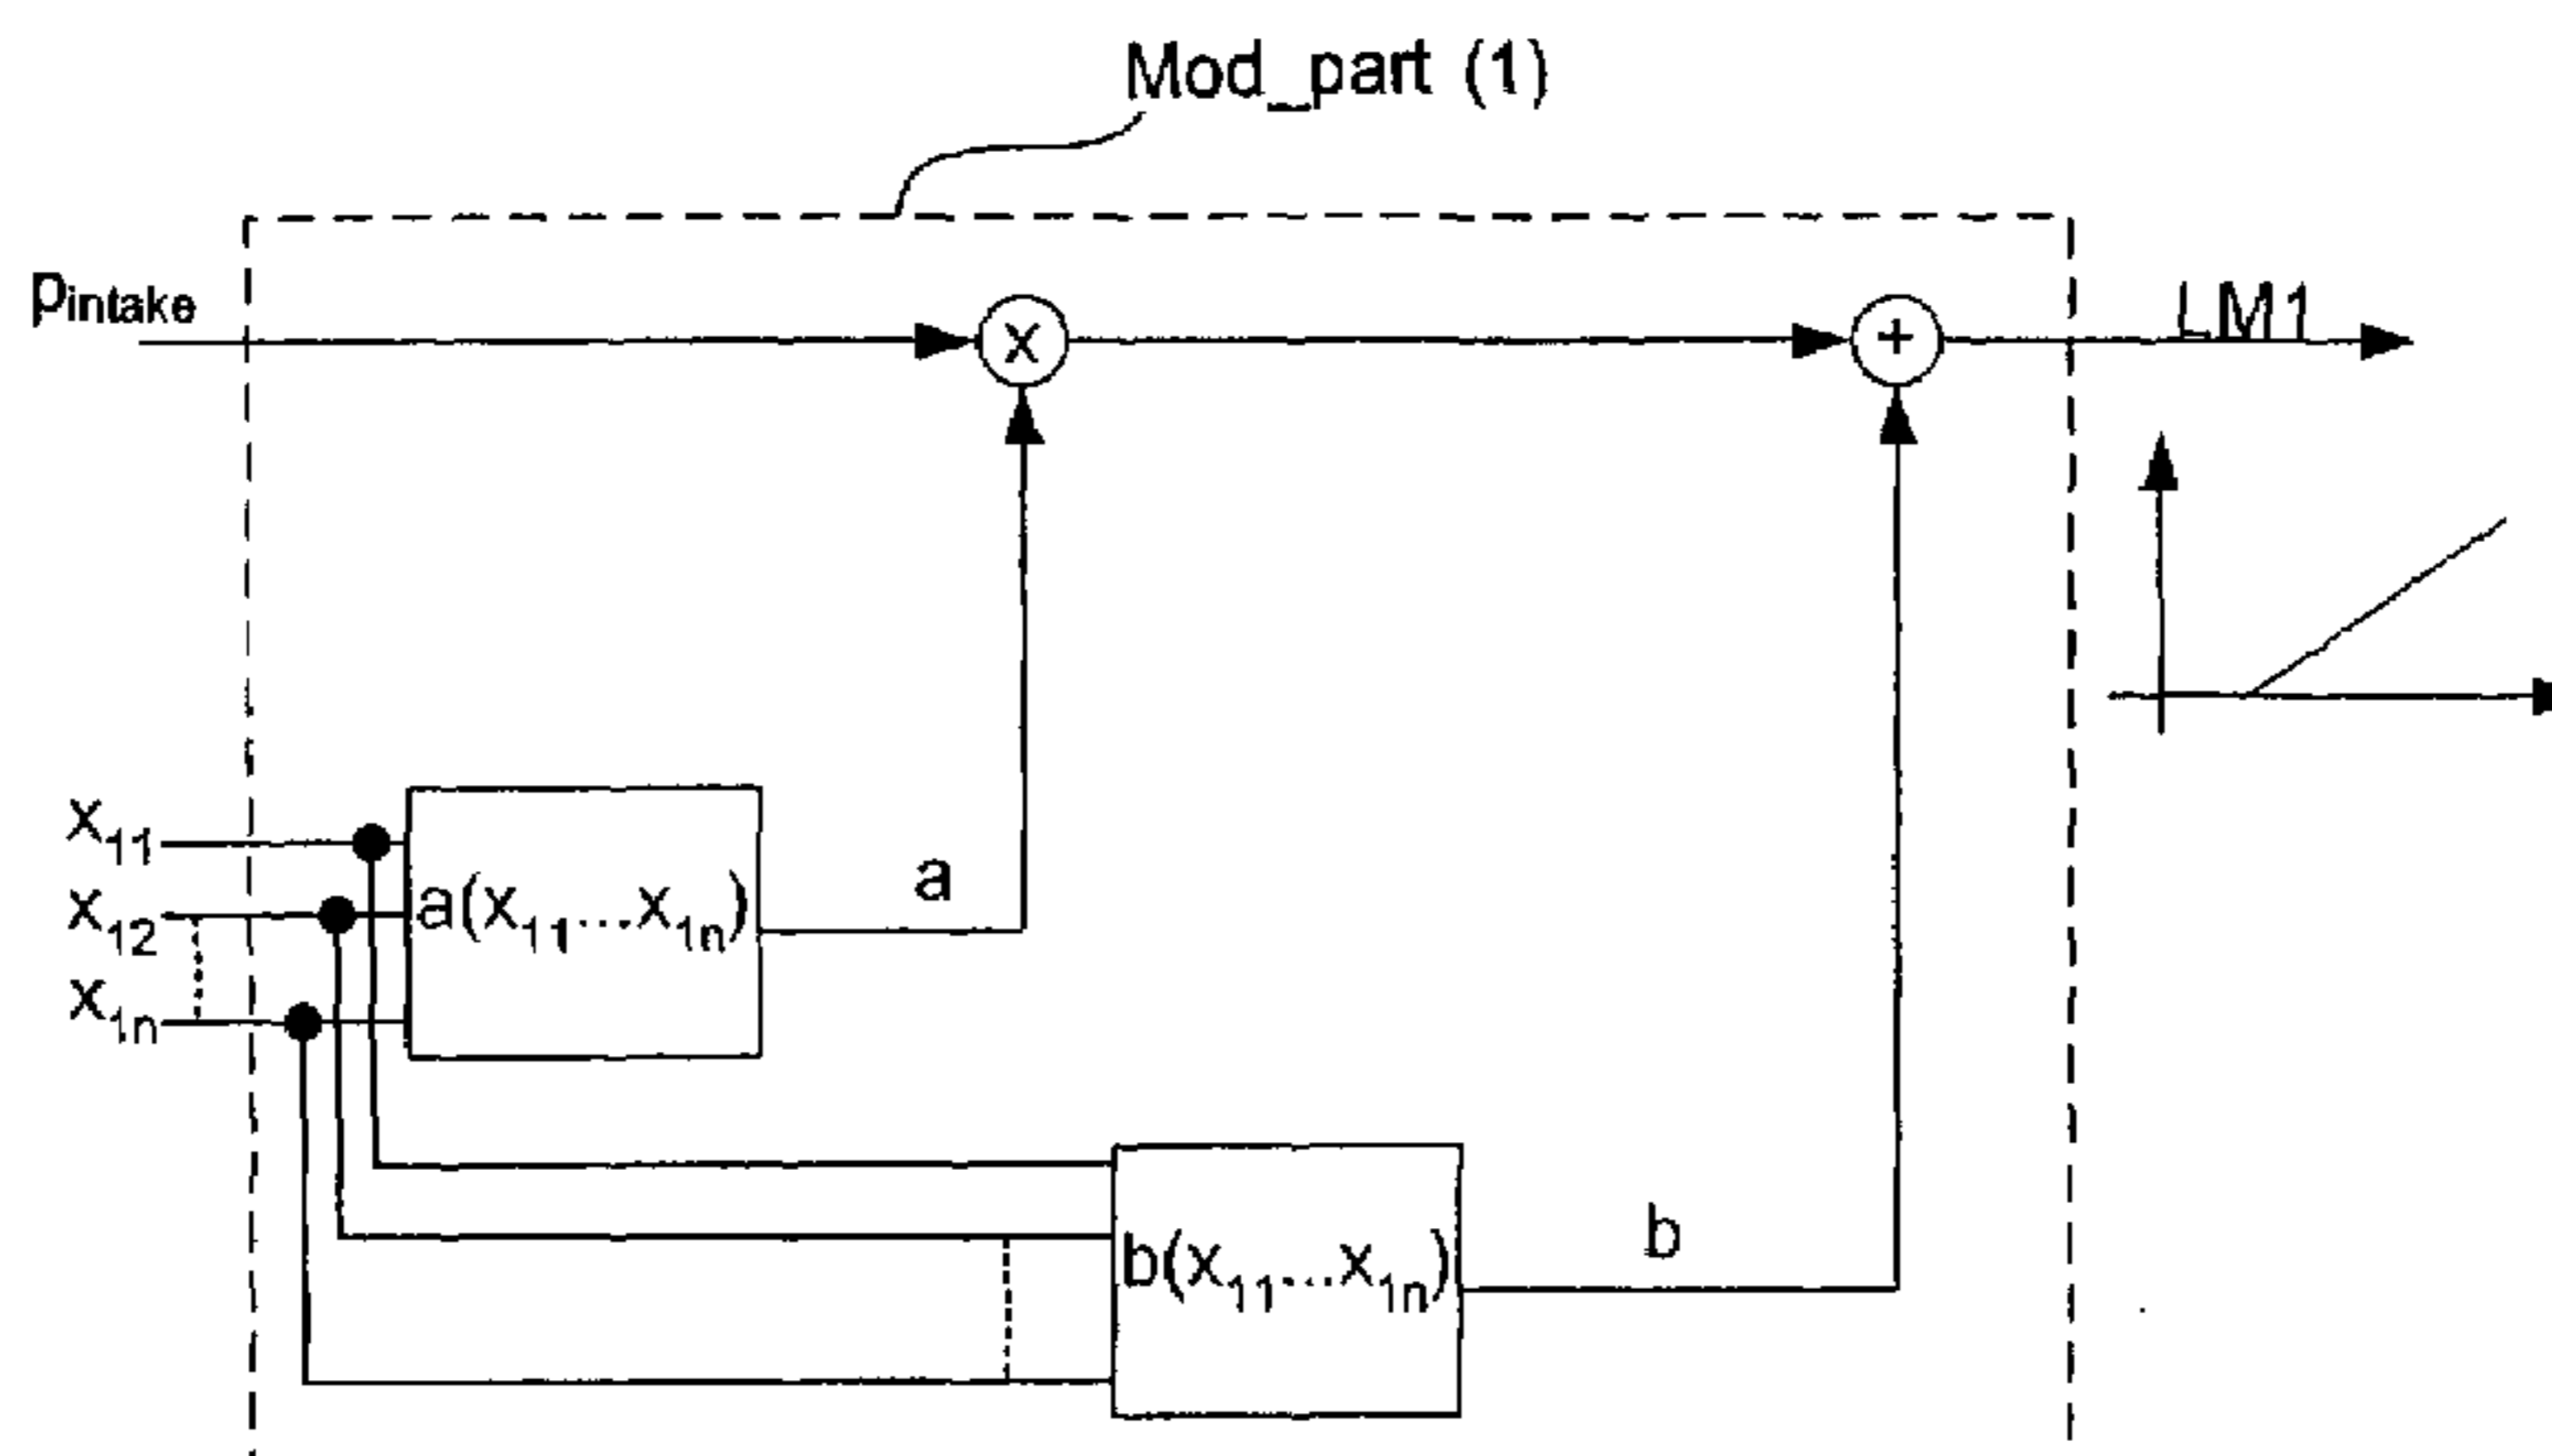 Mod_part (1)
pintake
x
+
LM1
x11
x12
x1n
a(x11...x1n)
a
b(x11...x1n)
b